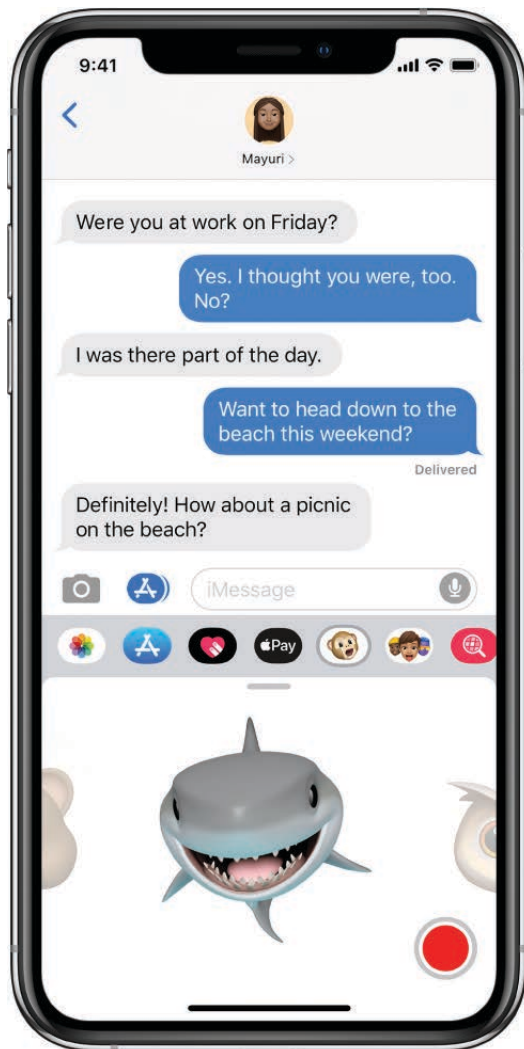 9:41
Mayuri >
Were you at work on Friday?
Yes. I thought you were, too.
No?
I was there part of the day.
Want to head down to the
beach this weekend?
Delivered
Definitely! How about a picnic
on the beach?
iMessage
Pay